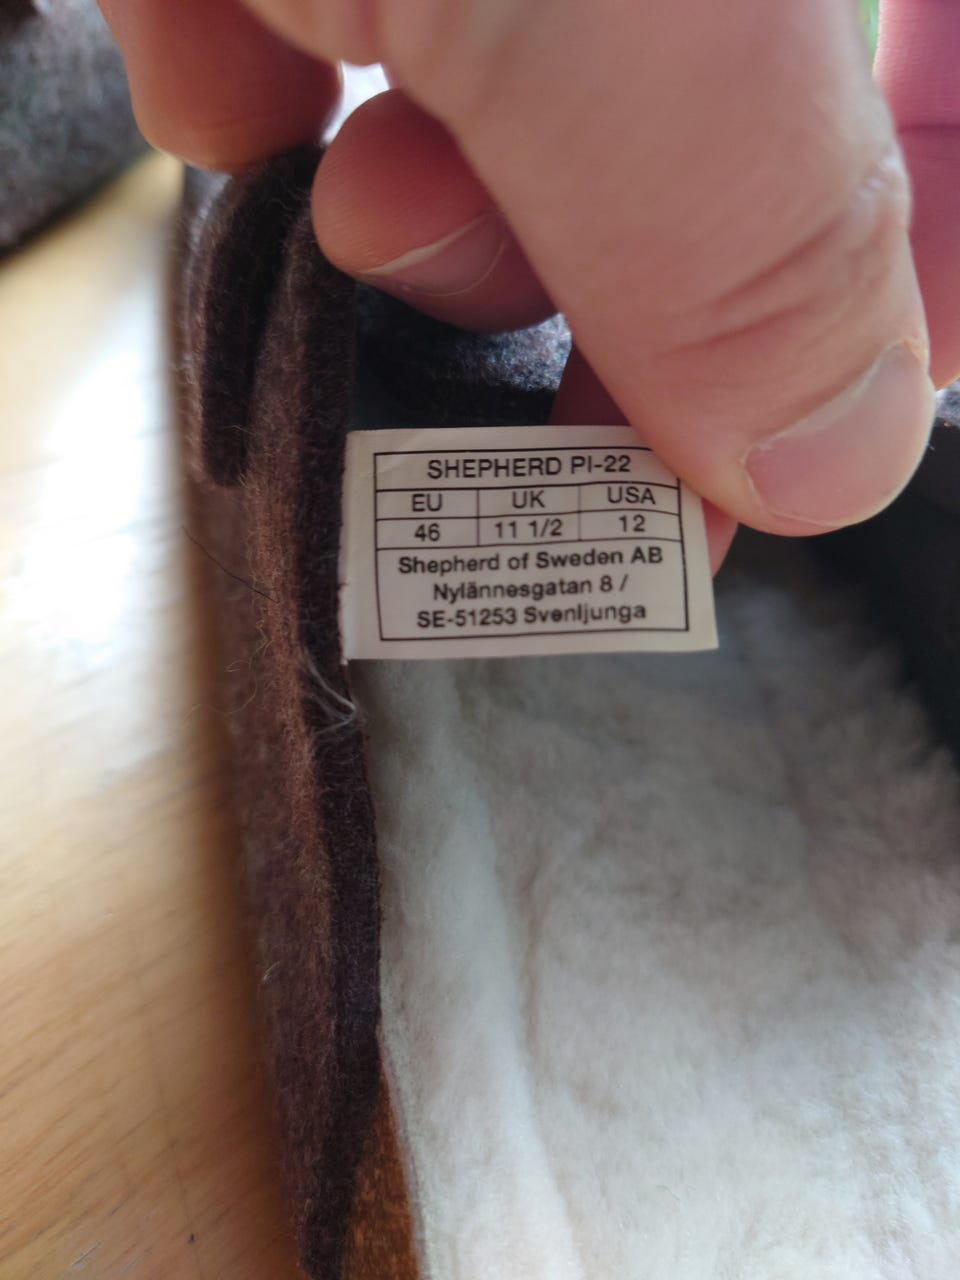 SHEPHERD PI-22
EU UK USA
46 11 1/2 12
Shepherd of Sweden AB
Nylännesgatan 8 /
SE-51253 Svenljunga